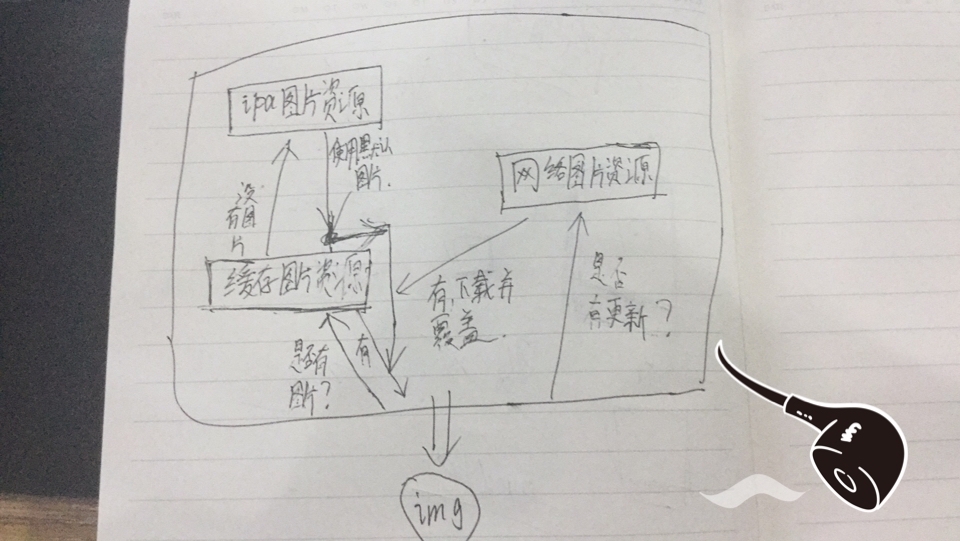 ipa图片资源
使用默认
图片.
网络图片资源
没
有图
片
缓存图片资源
是否
有更新?
有,下载并
覆盖.
是否有
图片?
有
img